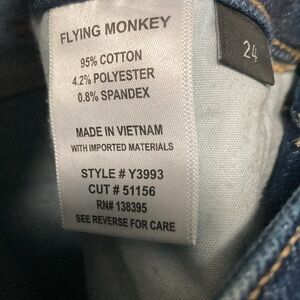 FLYING MONKEY
95% COTTON
4.2% POLYESTER
0.8% SPANDEX
MADE IN VIETNAM
WITH IMPORTED MATERIALS
STYLE # Y3993
CUT # 51156
RN# 138395
SEE REVERSE FOR CARE
24